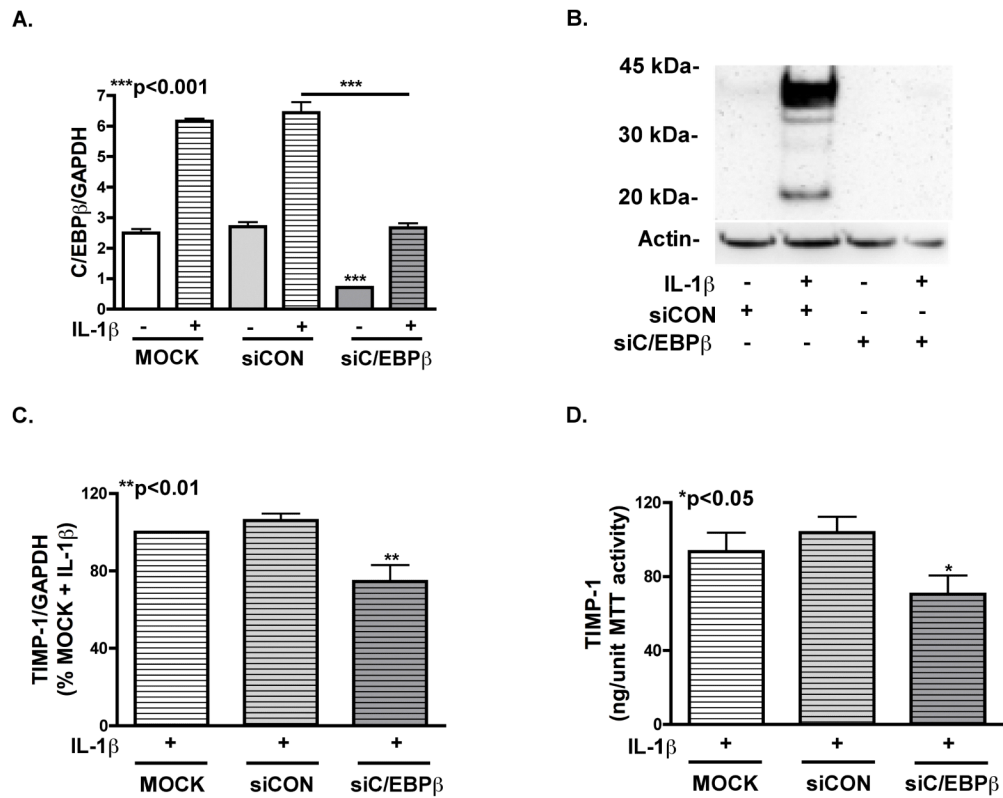 A.
***p<0.001
***
C/EBPβ/GAPDH
7
6
5
4
3
2
1
0
***
IL-1β - + - + - +
MOCK siCON siC/EBPβ
B.
45 kDa-
30 kDa-
20 kDa-
Actin-
IL-1β - + - +
siCON + + - -
siC/EBPβ - - + +
C.
**p<0.01
TIMP-1/GAPDH
(% MOCK + IL-1β)
120
80
40
0
**
IL-1β + + +
MOCK siCON siC/EBPβ
D.
*p<0.05
TIMP-1
(ng/unit MTT activity)
120
80
40
0
*
IL-1β + + +
MOCK siCON siC/EBPβ